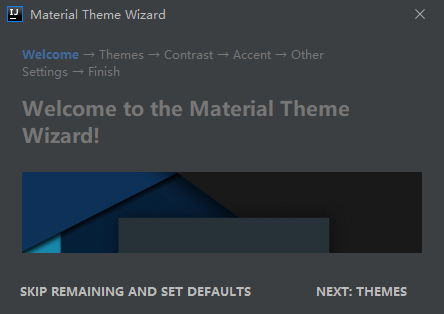 IJ Material Theme Wizard
Welcome → Themes → Contrast → Accent → Other
Settings → Finish
Welcome to the Material Theme
Wizard!
SKIP REMAINING AND SET DEFAULTS NEXT: THEMES